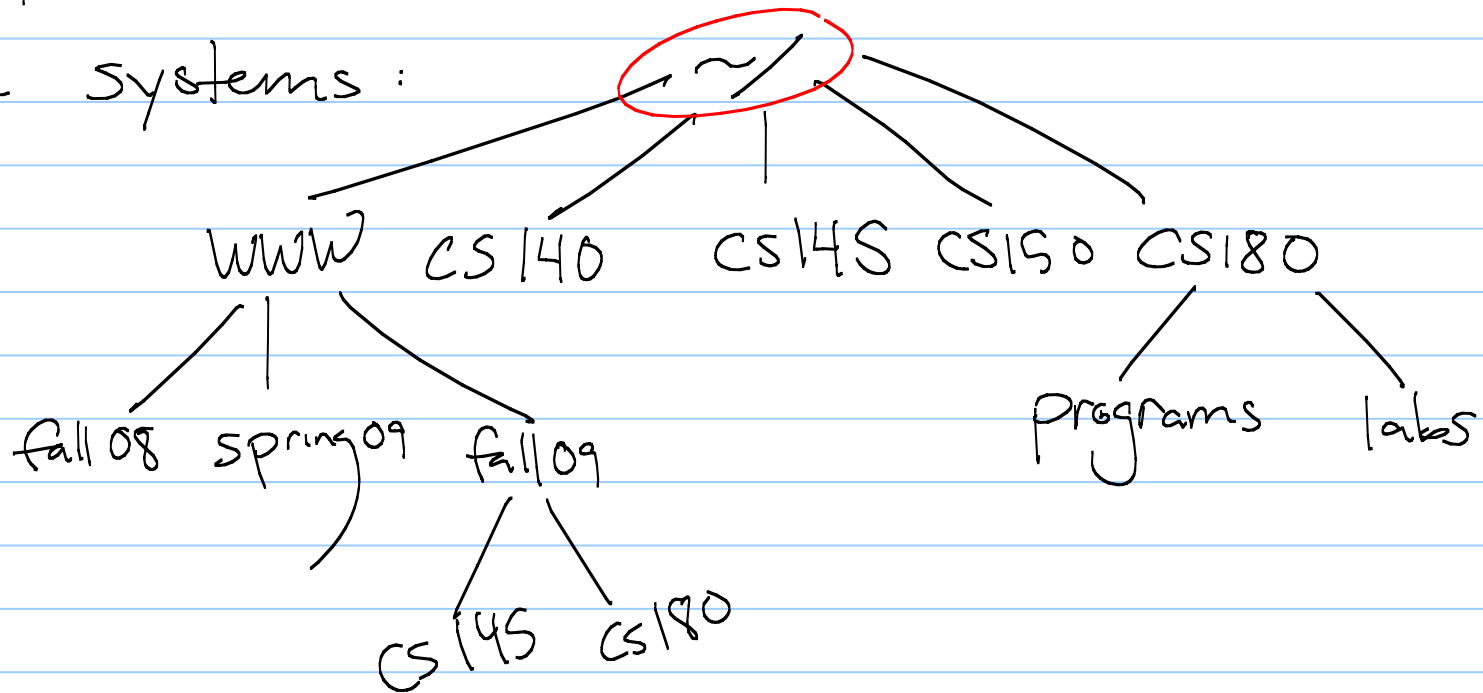 systems :
~/
WWW CS140 CS145 CS150 CS180
fall08 spring09 fall09
programs labs
CS145 CS180